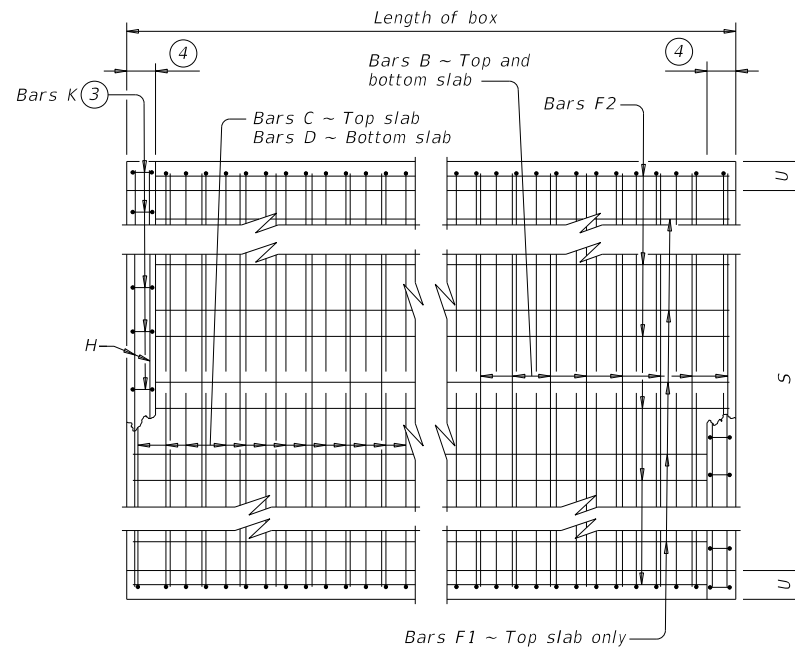 Length of box
4
4
Bars B ~ Top and
bottom slab
Bars K 3
Bars F2
Bars C ~ Top slab
Bars D ~ Bottom slab
U
H
S
U
Bars F1 ~ Top slab only